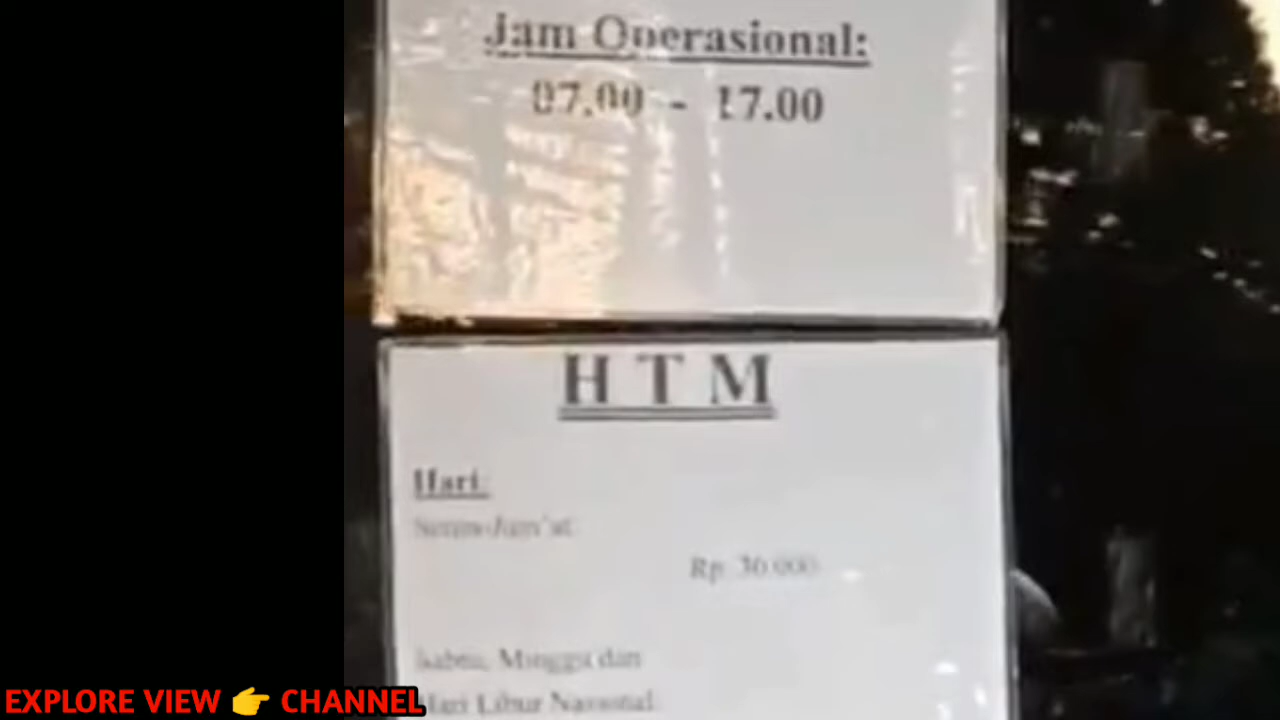 Jam Operasional:
07.00 - 17.00
H T M
Hari:
Senin-Jum'at:
Rp. 30.000
Sabtu, Minggu dan
Hari Libur Nasional:
EXPLORE VIEW 👉 CHANNEL